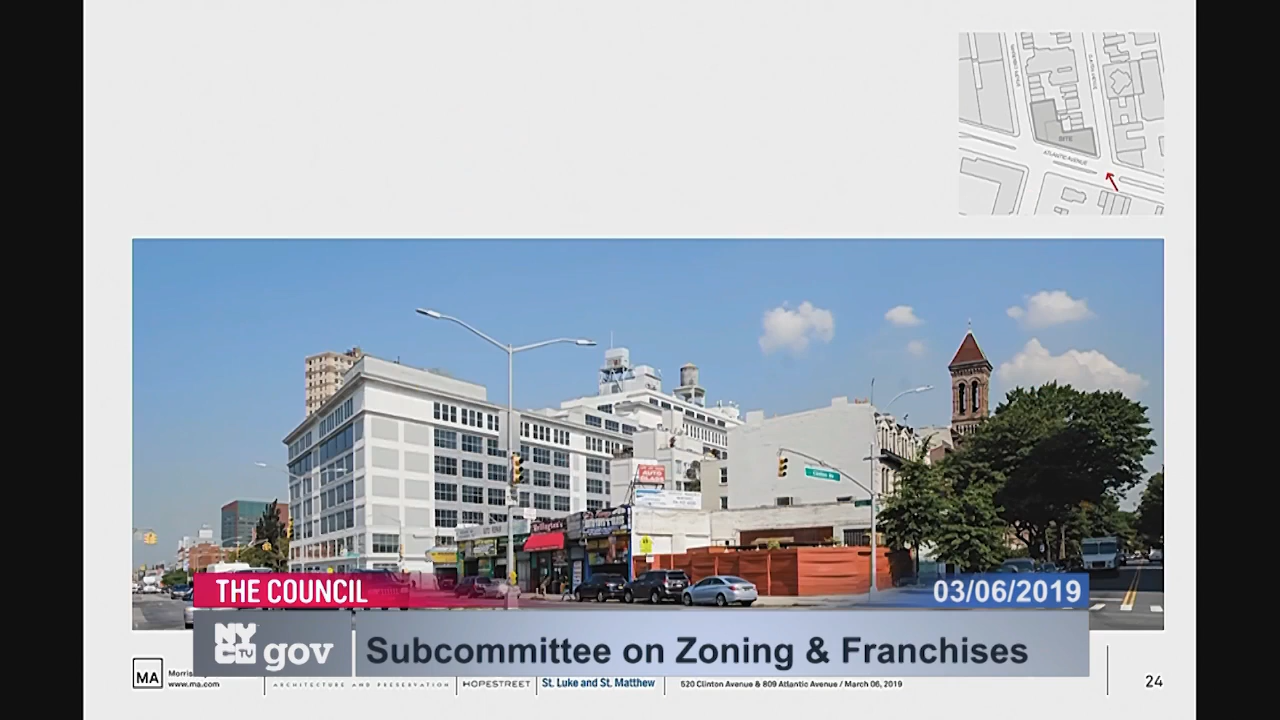 SITE
ATLANTIC AVENUE
AUTO
GLASS
THE COUNCIL
03/06/2019
NYC TV gov
Subcommittee on Zoning & Franchises
MA
www.ma.com
ARCHITECTURE AND PRESERVATION
HOPESTREET
St. Luke and St. Matthew
520 Clinton Avenue & 809 Atlantic Avenue / March 06, 2019
24